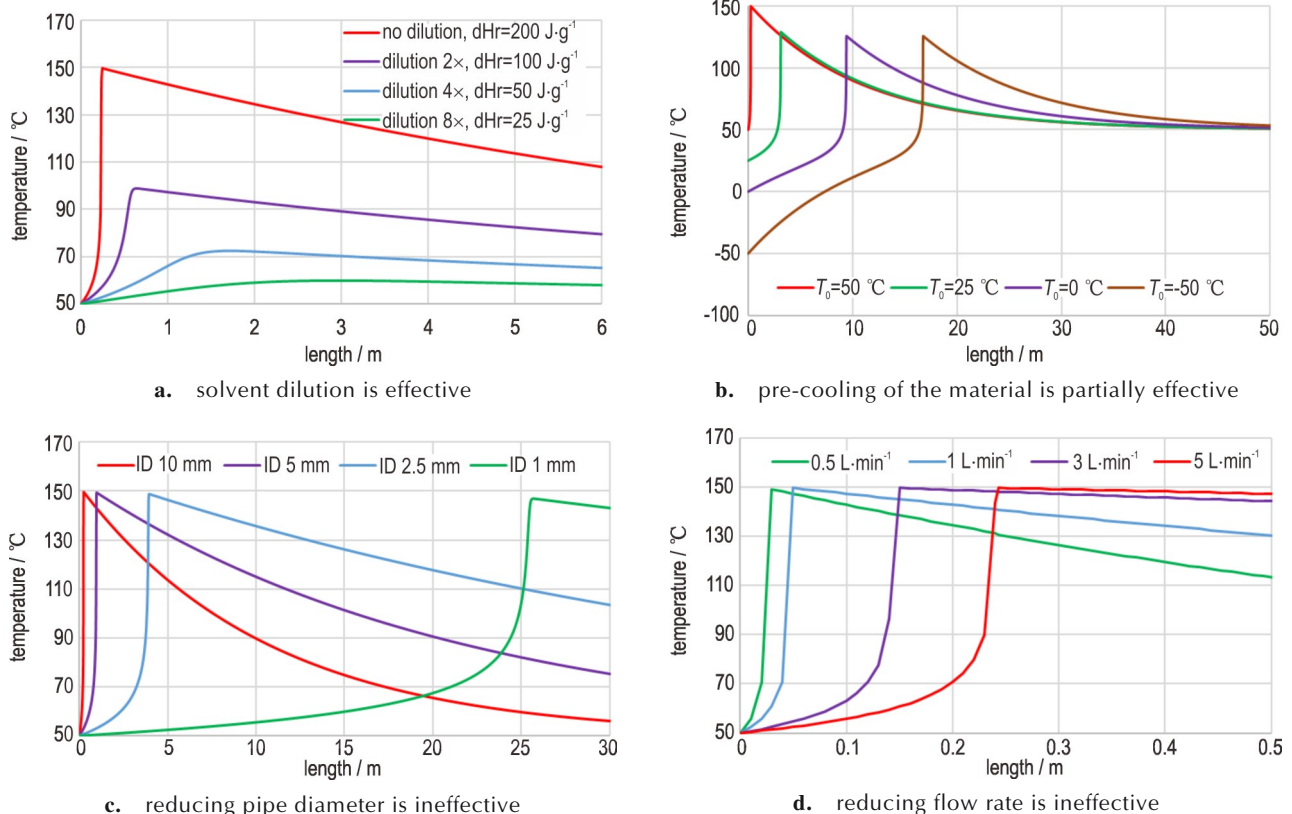 170
150
130
110
90
70
50
temperature / ℃
no dilution, dHr=200 J·g⁻¹
dilution 2×, dHr=100 J·g⁻¹
dilution 4×, dHr=50 J·g⁻¹
dilution 8×, dHr=25 J·g⁻¹
0 1 2 3 4 5 6
length / m
a. solvent dilution is effective
150
100
50
0
-50
-100
temperature / ℃
T₀=50 ℃ T₀=25 ℃ T₀=0 ℃ T₀=-50 ℃
0 10 20 30 40 50
length / m
b. pre-cooling of the material is partially effective
170
150
130
110
90
70
50
temperature / ℃
ID 10 mm ID 5 mm ID 2.5 mm ID 1 mm
0 5 10 15 20 25 30
length / m
c. reducing pipe diameter is ineffective
170
150
130
110
90
70
50
temperature / ℃
0.5 L·min⁻¹ 1 L·min⁻¹ 3 L·min⁻¹ 5 L·min⁻¹
0 0.1 0.2 0.3 0.4 0.5
length / m
d. reducing flow rate is ineffective